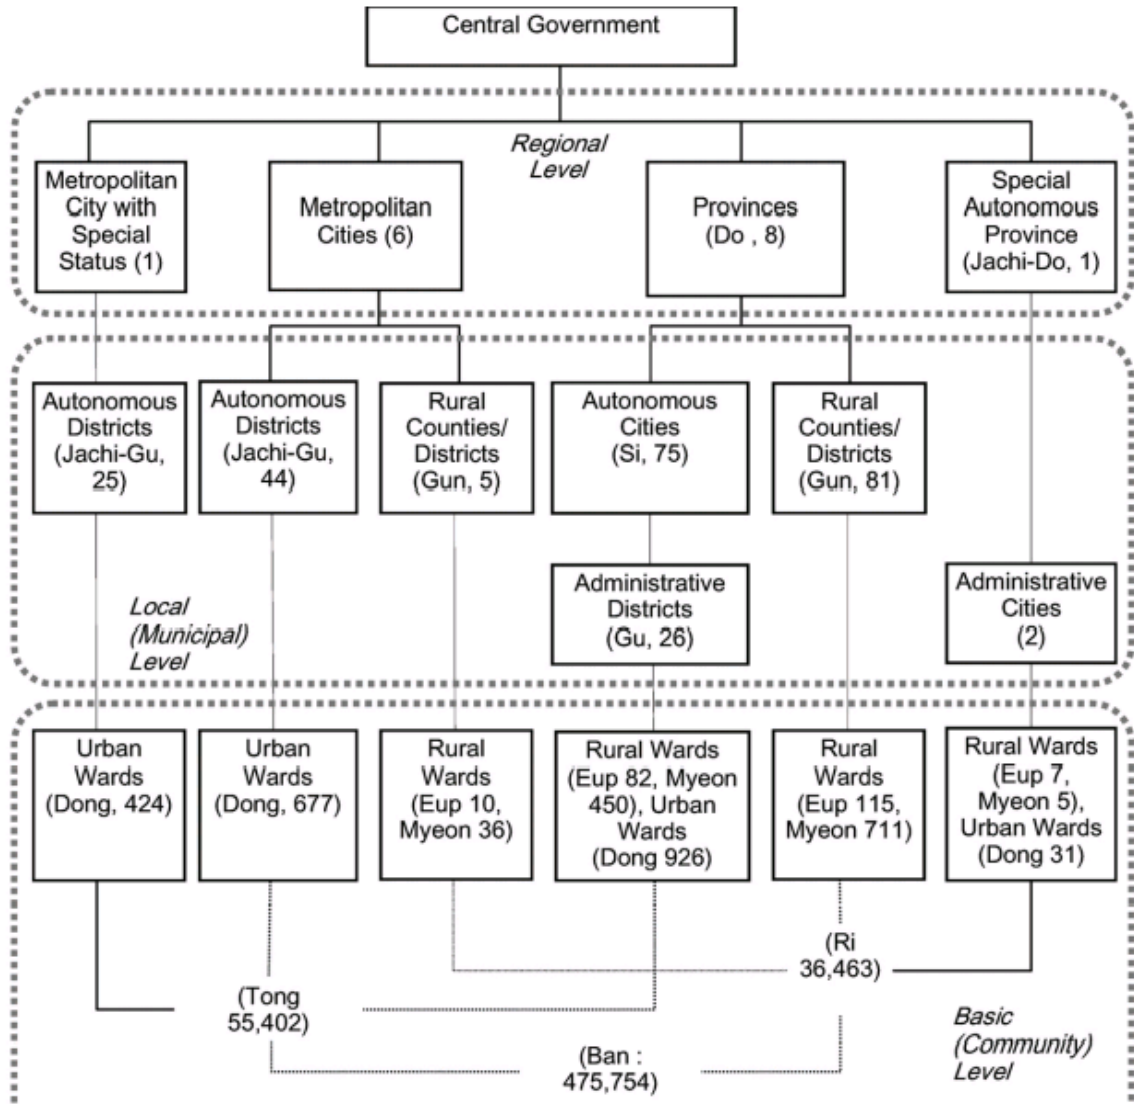 Central Government
Regional
Level
Metropolitan
City with
Special
Status (1)
Metropolitan
Cities (6)
Provinces
(Do , 8)
Special
Autonomous
Province
(Jachi-Do, 1)
Autonomous
Districts
(Jachi-Gu,
25)
Autonomous
Districts
(Jachi-Gu,
44)
Rural
Counties/
Districts
(Gun, 5)
Autonomous
Cities
(Si, 75)
Rural
Counties/
Districts
(Gun, 81)
Local
(Municipal)
Level
Administrative
Districts
(Gu, 26)
Administrative
Cities
(2)
Urban
Wards
(Dong, 424)
Urban
Wards
(Dong, 677)
Rural
Wards
(Eup 10,
Myeon 36)
Rural Wards
(Eup 82, Myeon
450), Urban
Wards
(Dong 926)
Rural
Wards
(Eup 115,
Myeon 711)
Rural Wards
(Eup 7,
Myeon 5),
Urban Wards
(Dong 31)
(Ri
36,463)
(Tong
55,402)
(Ban :
475,754)
Basic
(Community)
Level